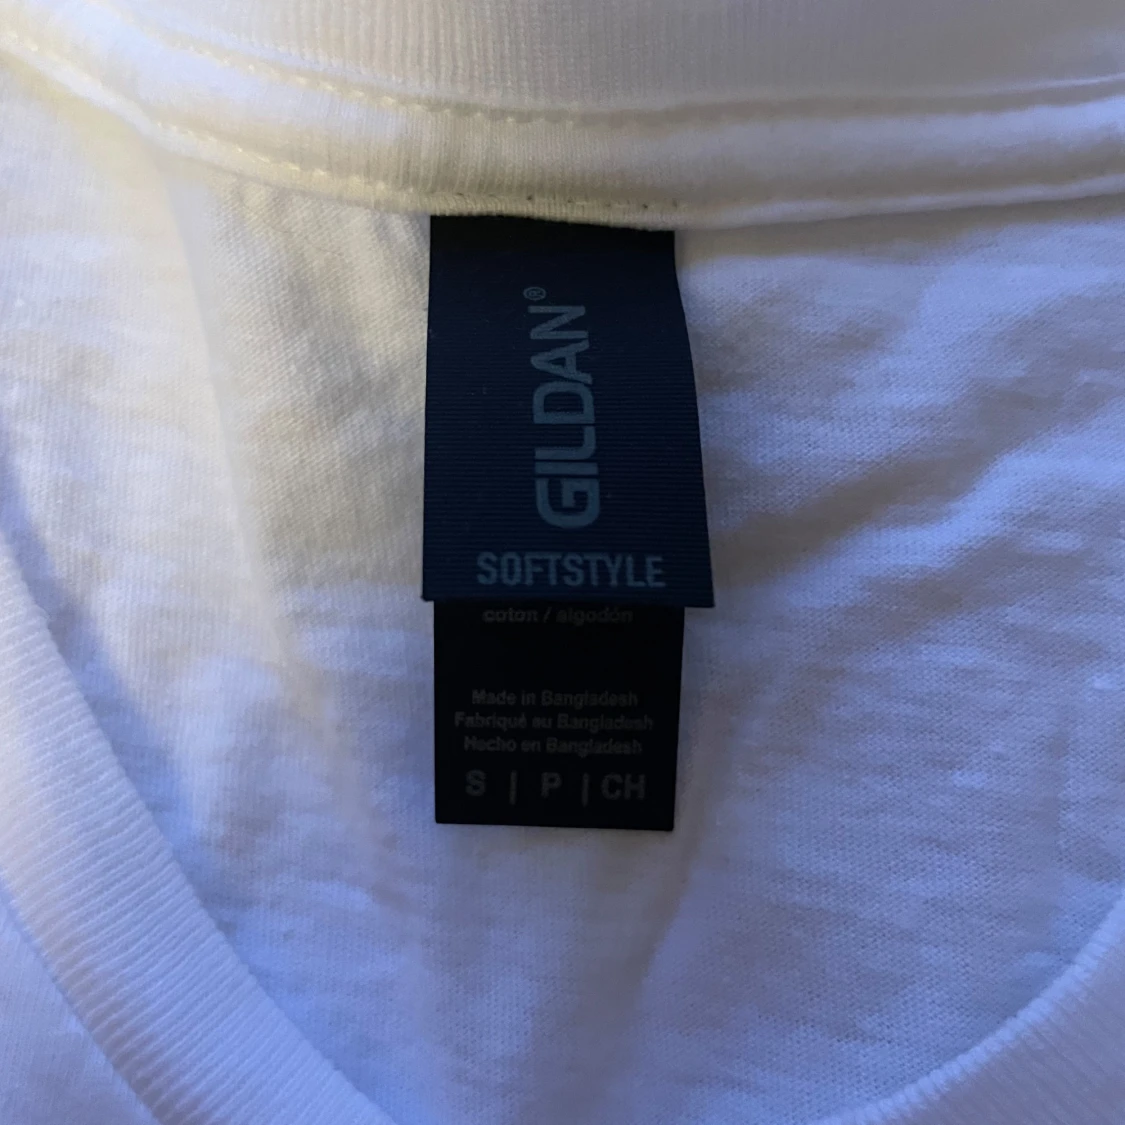 GILDAN®
SOFTSTYLE
coton / algodón
Made in Bangladesh
Fabriqué au Bangladesh
Hecho en Bangladesh
S | P | CH